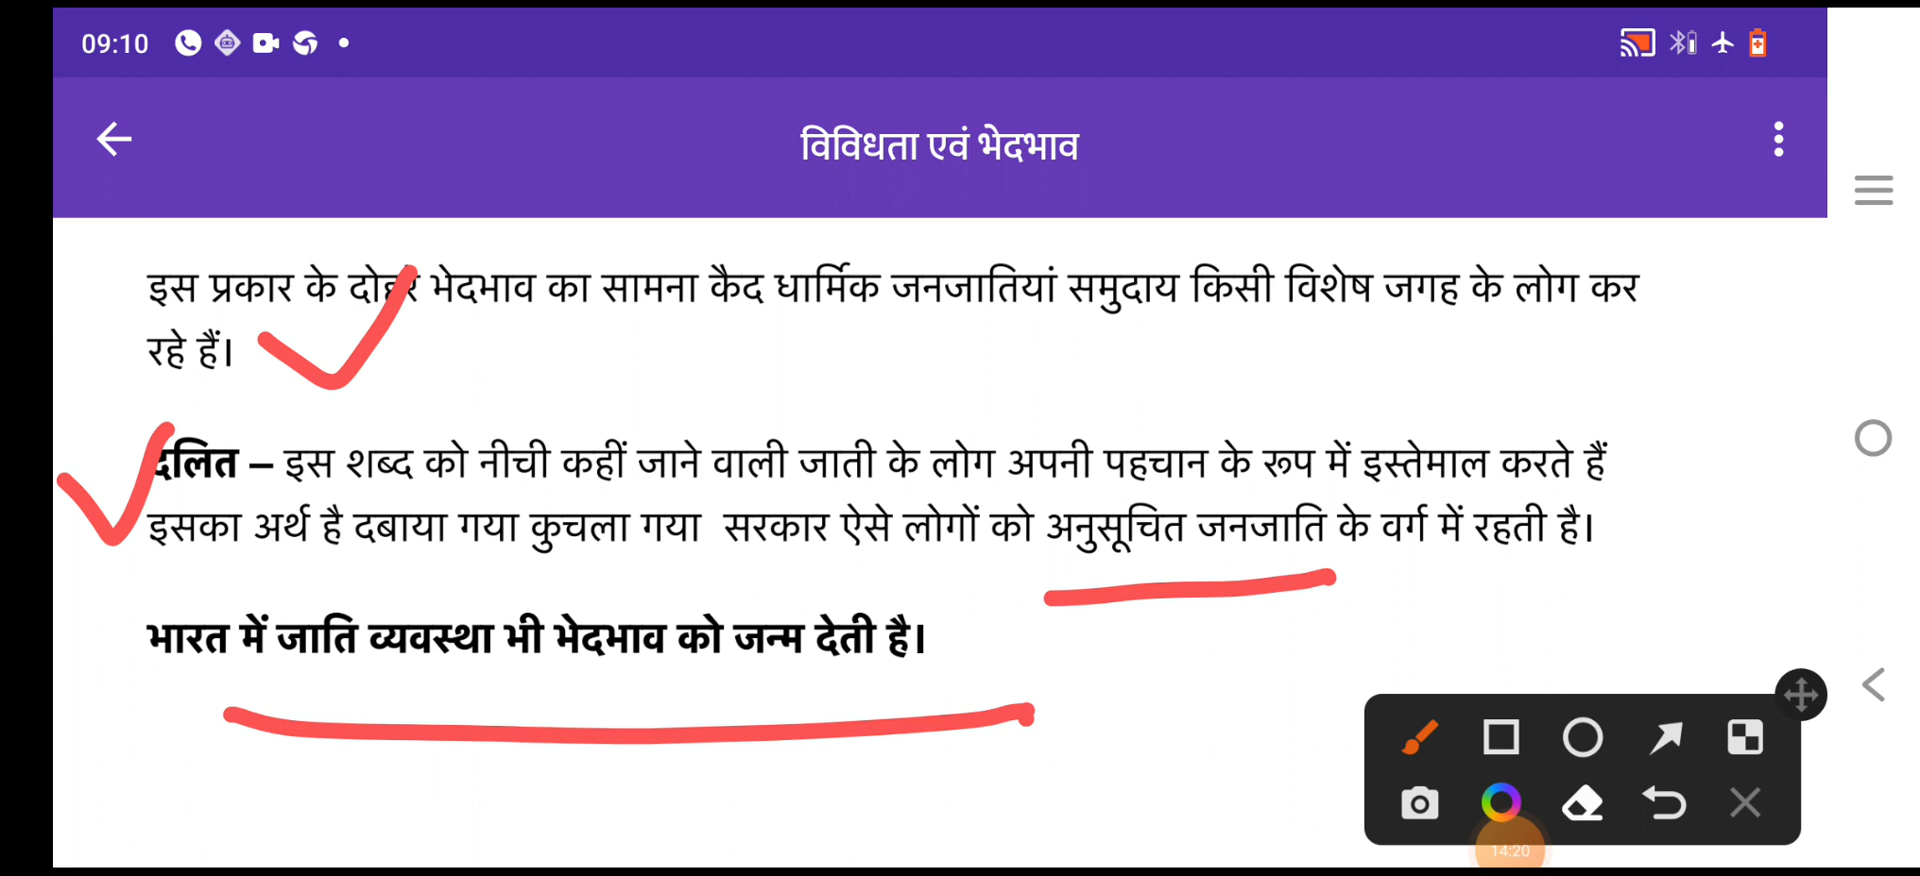 09:10
विविधता एवं भेदभाव
इस प्रकार के दोहरे भेदभाव का सामना कैद धार्मिक जनजातियां समुदाय किसी विशेष जगह के लोग कर
रहे हैं।
दलित – इस शब्द को नीची कहीं जाने वाली जाती के लोग अपनी पहचान के रूप में इस्तेमाल करते हैं
इसका अर्थ है दबाया गया कुचला गया सरकार ऐसे लोगों को अनुसूचित जनजाति के वर्ग में रहती है।
भारत में जाति व्यवस्था भी भेदभाव को जन्म देती है।
14:20